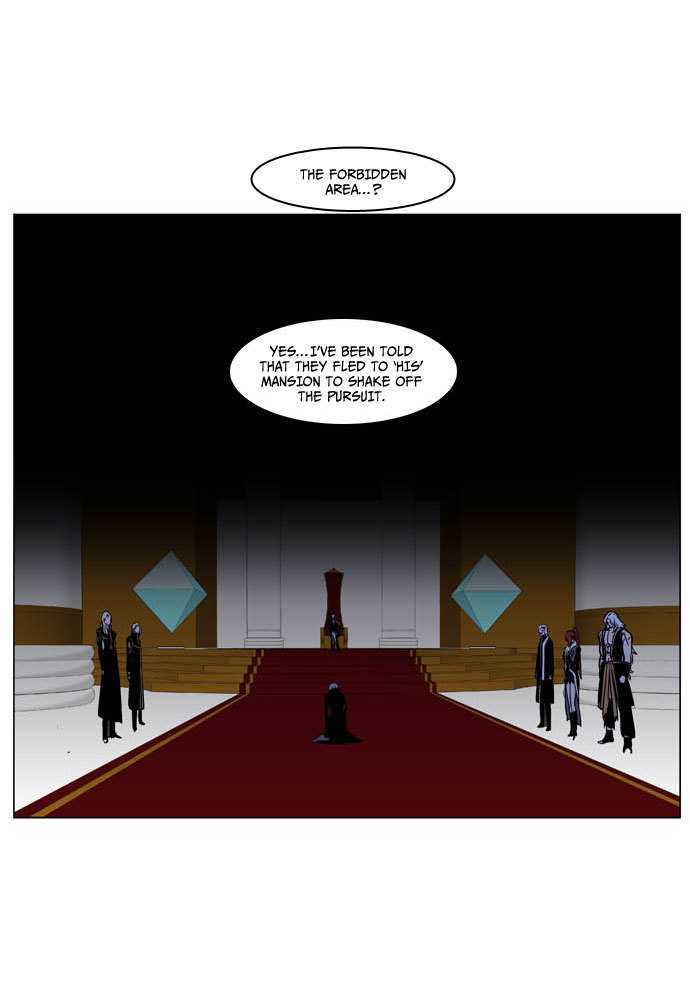 THE FORBIDDEN
AREA...?
YES...I'VE BEEN TOLD
THAT THEY FLED TO 'HIS'
MANSION TO SHAKE OFF
THE PURSUIT.